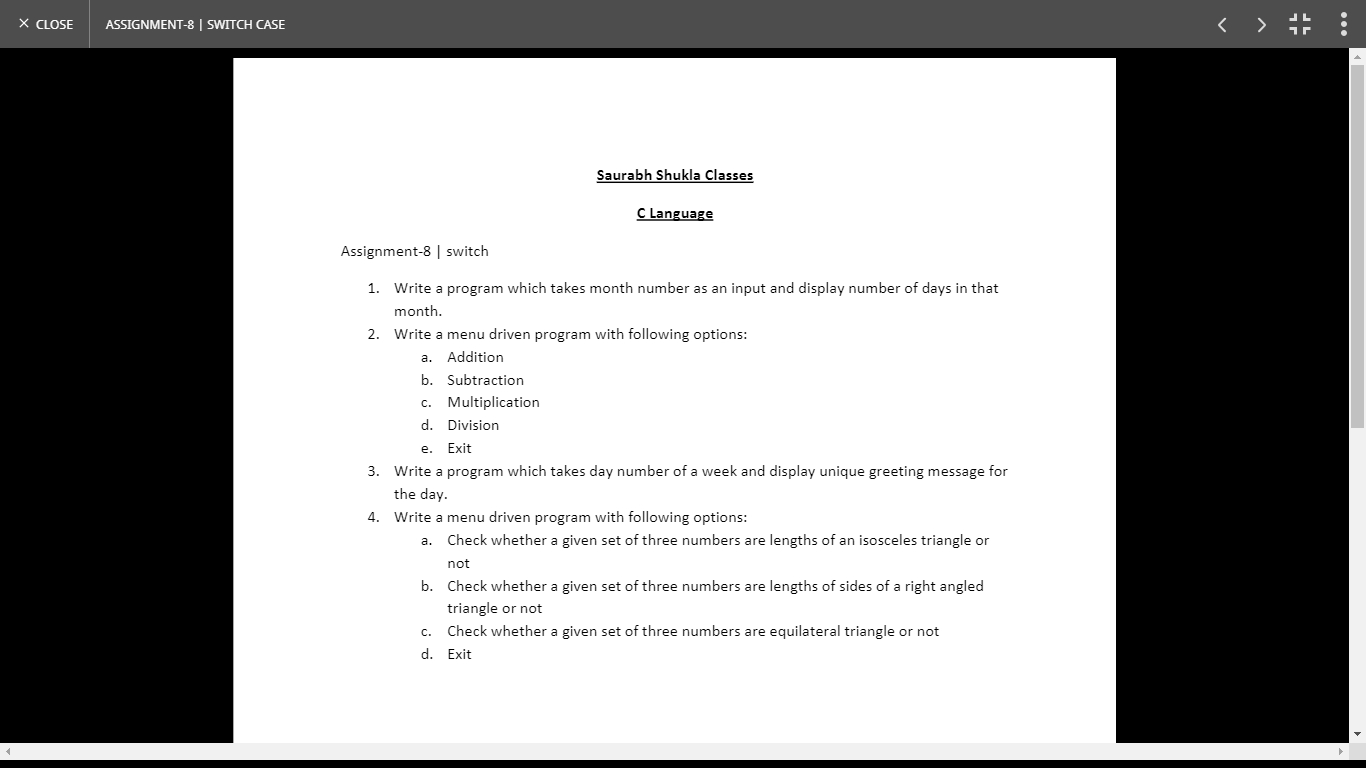 × CLOSE
ASSIGNMENT-8 | SWITCH CASE
Saurabh Shukla Classes
C Language
Assignment-8 | switch
1. Write a program which takes month number as an input and display number of days in that
month.
2. Write a menu driven program with following options:
a. Addition
b. Subtraction
c. Multiplication
d. Division
e. Exit
3. Write a program which takes day number of a week and display unique greeting message for
the day.
4. Write a menu driven program with following options:
a. Check whether a given set of three numbers are lengths of an isosceles triangle or
not
b. Check whether a given set of three numbers are lengths of sides of a right angled
triangle or not
c. Check whether a given set of three numbers are equilateral triangle or not
d. Exit